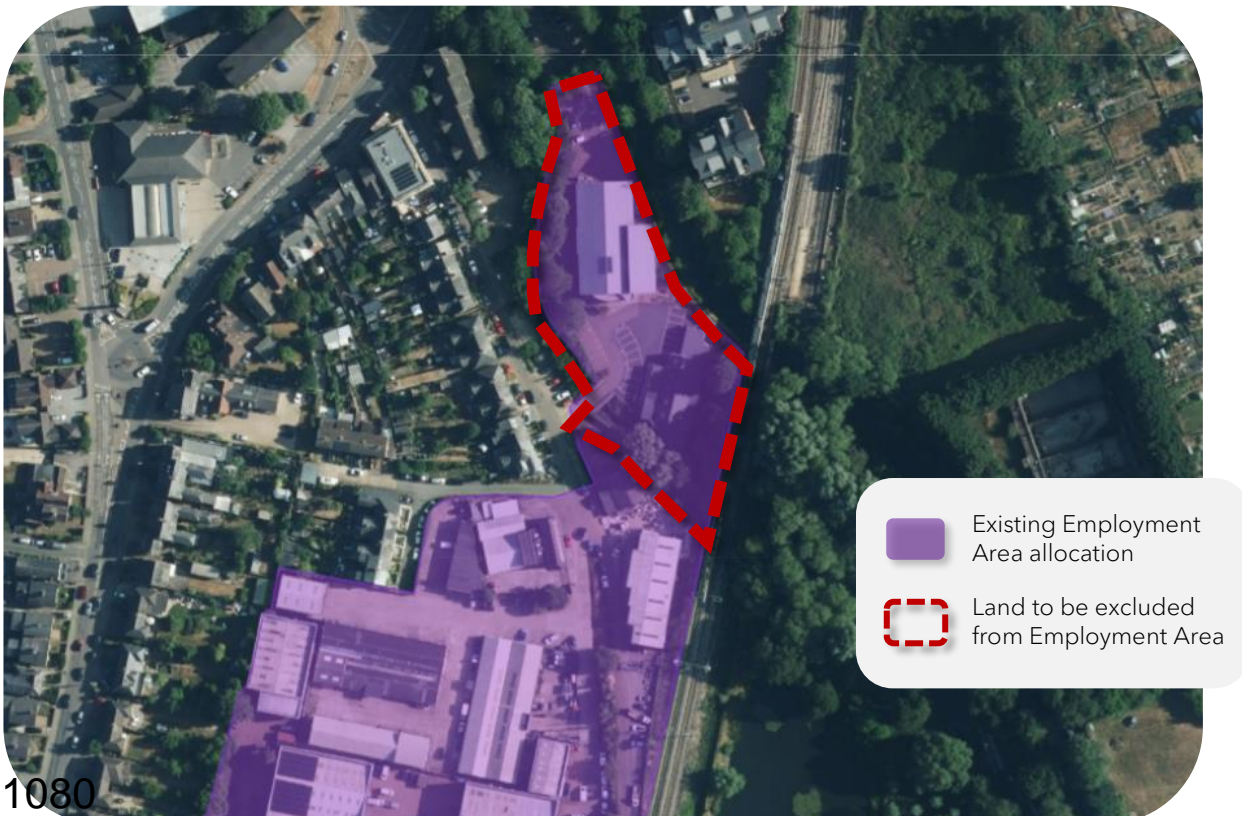 Existing Employment
Area allocation
Land to be excluded
from Employment Area
1080